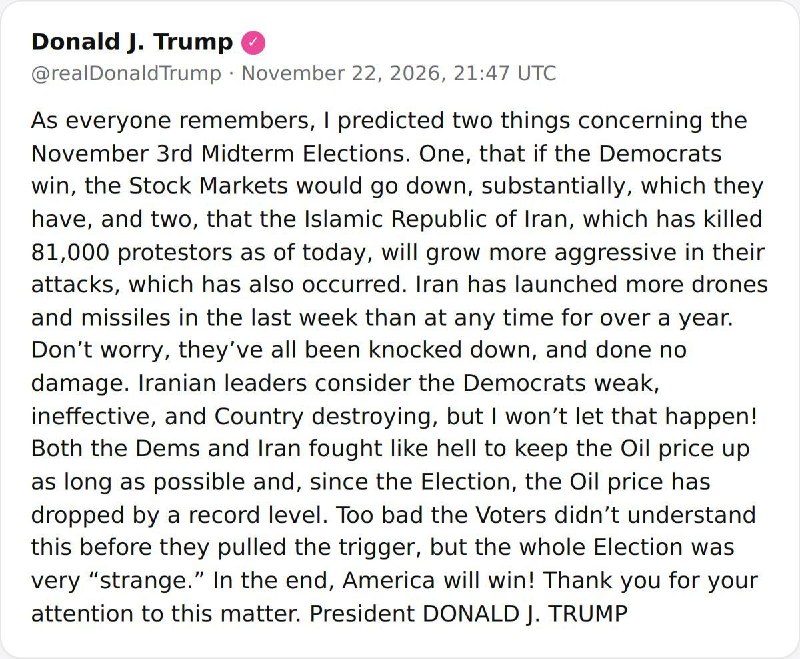 Donald J. Trump ✓
@realDonaldTrump · November 22, 2026, 21:47 UTC
As everyone remembers, I predicted two things concerning the
November 3rd Midterm Elections. One, that if the Democrats
win, the Stock Markets would go down, substantially, which they
have, and two, that the Islamic Republic of Iran, which has killed
81,000 protestors as of today, will grow more aggressive in their
attacks, which has also occurred. Iran has launched more drones
and missiles in the last week than at any time for over a year.
Don’t worry, they’ve all been knocked down, and done no
damage. Iranian leaders consider the Democrats weak,
ineffective, and Country destroying, but I won’t let that happen!
Both the Dems and Iran fought like hell to keep the Oil price up
as long as possible and, since the Election, the Oil price has
dropped by a record level. Too bad the Voters didn’t understand
this before they pulled the trigger, but the whole Election was
very “strange.” In the end, America will win! Thank you for your
attention to this matter. President DONALD J. TRUMP